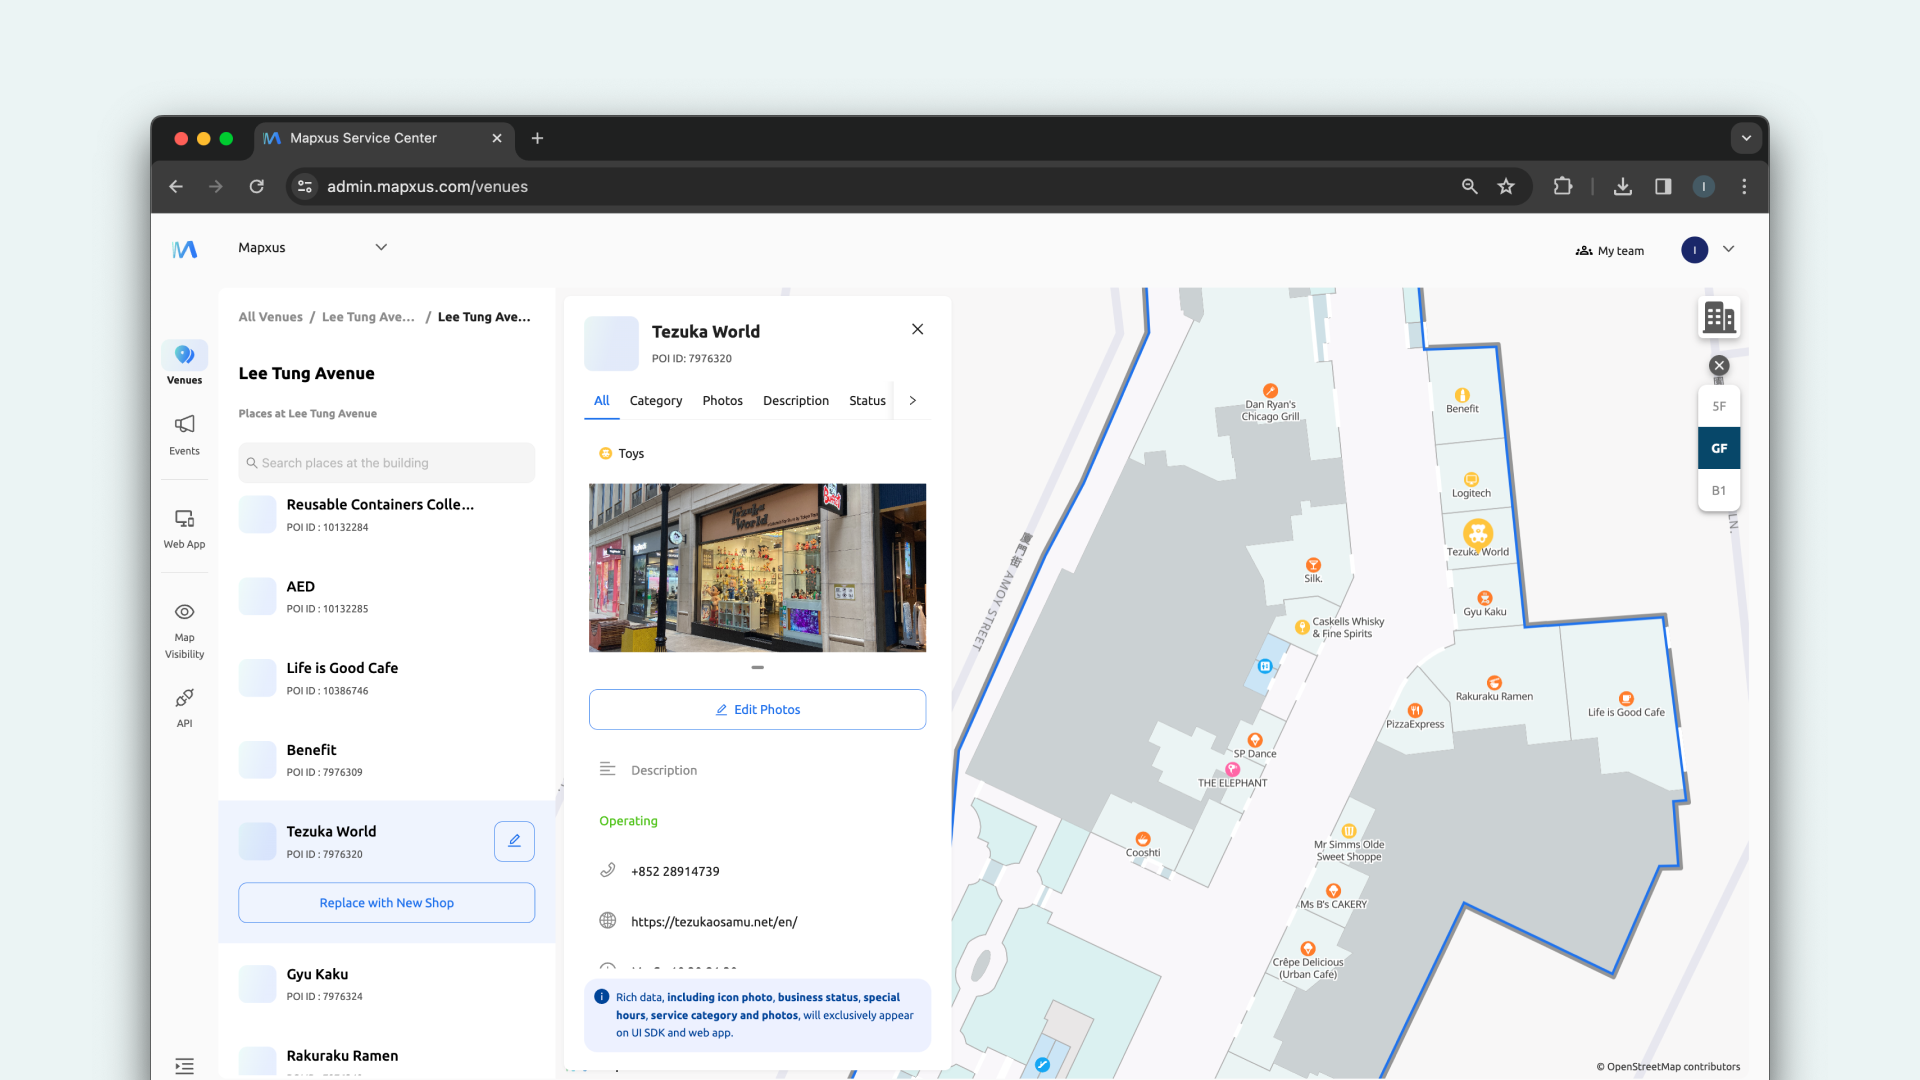 Mapxus Service Center
admin.mapxus.com/venues
I
Mapxus
My team
I
Venues
Events
Web App
Map
Visibility
API
All Venues / Lee Tung Ave... / Lee Tung Ave...
Lee Tung Avenue
Places at Lee Tung Avenue
Search places at the building
Reusable Containers Colle...
POI ID : 10132284
AED
POI ID : 10132285
Life is Good Cafe
POI ID : 10386746
Benefit
POI ID : 7976309
Tezuka World
POI ID : 7976320
Replace with New Shop
Gyu Kaku
POI ID : 7976324
Rakuraku Ramen
Tezuka World
POI ID: 7976320
All
Category
Photos
Description
Status
Toys
Tezuka
World
Edit Photos
Description
Operating
+852 28914739
https://tezukaosamu.net/en/
Rich data, including icon photo, business status, special
hours, service category and photos, will exclusively appear
on UI SDK and web app.
Dan Ryan's
Chicago Grill
Benefit
Logitech
Tezuka World
Silk.
Gyu Kaku
Caskells Whisky
& Fine Spirits
AMOY STREET
Rakuraku Ramen
Life is Good Cafe
PizzaExpress
SP Dance
THE ELEPHANT
Cooshti
Mr Simms Olde
Sweet Shoppe
Ms B's CAKERY
Crêpe Delicious
(Urban Cafe)
5F
GF
B1
LN.
© OpenStreetMap contributors